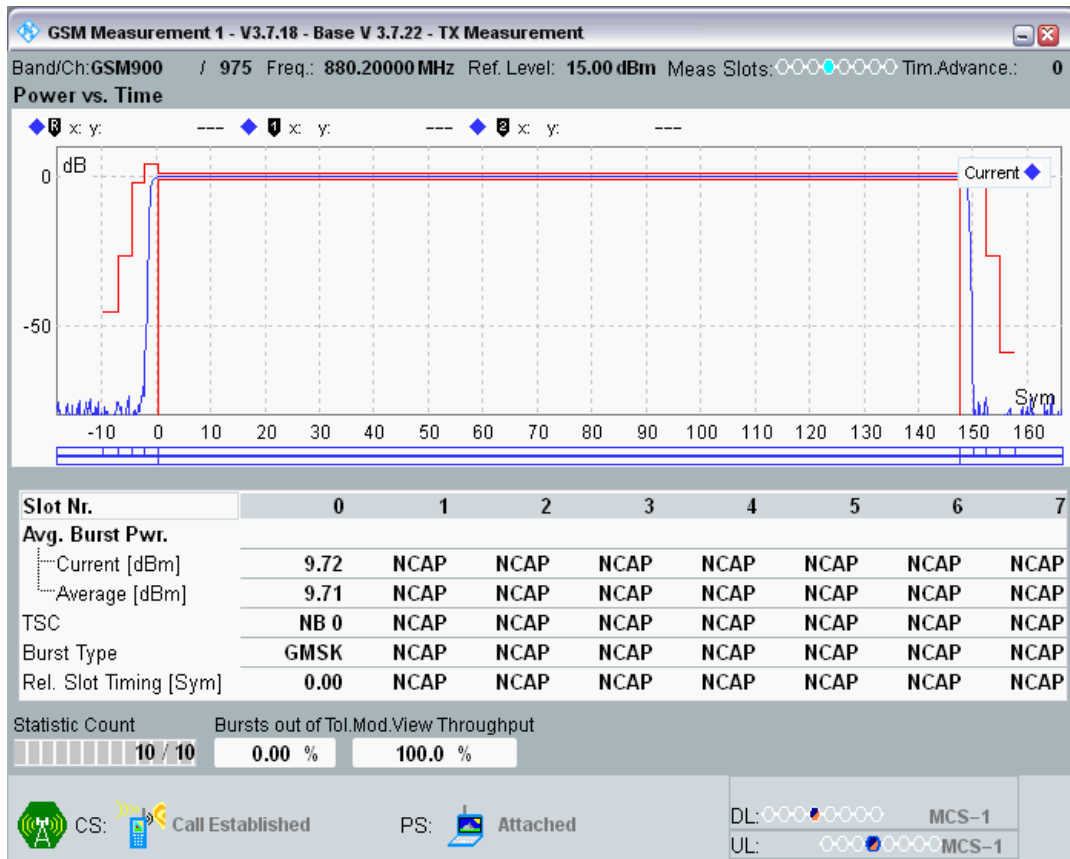 GSM Measurement 1 - V3.7.18 - Base V 3.7.22 - TX Measurement
Band/Ch:GSM900 / 975 Freq.: 880.20000 MHz Ref. Level: 15.00 dBm Meas Slots: Tim.Advance.: 0
Power vs. Time
R x: y: --- 1 x: y: --- 2 x: y: ---
dB
Current
0
-50
Sym
-10 0 10 20 30 40 50 60 70 80 90 100 110 120 130 140 150 160
Slot Nr. 0 1 2 3 4 5 6 7
Avg. Burst Pwr.
Current [dBm] 9.72 NCAP NCAP NCAP NCAP NCAP NCAP NCAP
Average [dBm] 9.71 NCAP NCAP NCAP NCAP NCAP NCAP NCAP
TSC NB 0 NCAP NCAP NCAP NCAP NCAP NCAP NCAP
Burst Type GMSK NCAP NCAP NCAP NCAP NCAP NCAP NCAP
Rel. Slot Timing [Sym] 0.00 NCAP NCAP NCAP NCAP NCAP NCAP NCAP
Statistic Count Bursts out of Tol.Mod.View Throughput
10 / 10 0.00 % 100.0 %
CS: Call Established PS: Attached
DL: MCS-1
UL: MCS-1